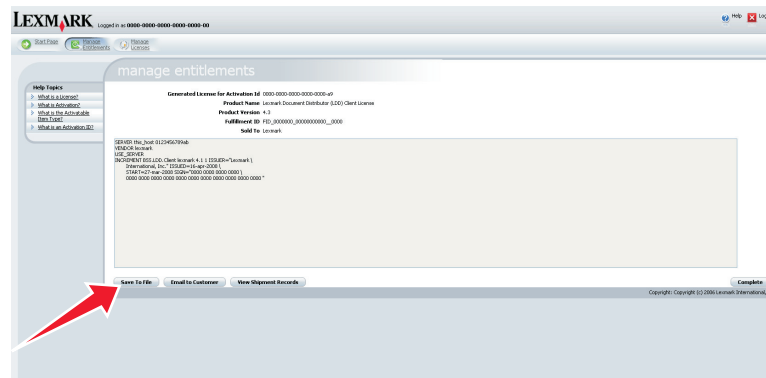 LEXMARK Logged in as 0000-0000-0000-0000-0000-00
Help
Start Page Manage Entitlements Manage Licenses
manage entitlements
Help Topics
What is a License?
What is Activation?
What is the Activatable
Item Type?
What is an Activation ID?
Generated License for Activation Id 0000-0000-0000-0000-0000-a9
Product Name Lexmark Document Distributor (LDD) Client License
Product Version 4.3
Fulfillment ID FID_0000000_00000000000__0000
Sold To Lexmark
SERVER this_host 0123456789ab
VENDOR lexmark
USE_SERVER
INCREMENT BSS.LDD.Client lexmark 4.1 1 ISSUER="Lexmark \
International, Inc." ISSUED=16-apr-2008 \
START=27-mar-2008 SIGN="0000 0000 0000 0000 \
0000 0000 0000 0000 0000 0000 0000 0000 0000 0000 0000"
Save To File Email to Customer View Shipment Records Complete
Copyright: Copyright (c) 2006 Lexmark International,